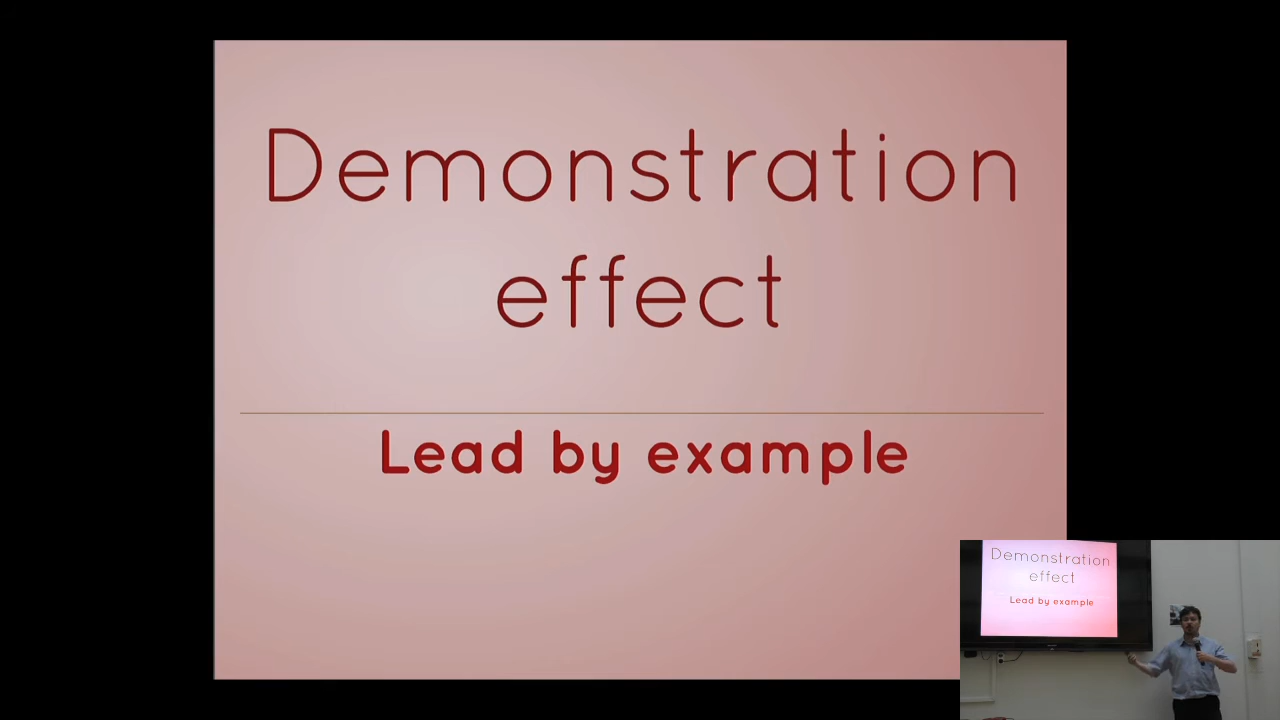 Demonstration
effect
Lead by example
Demonstration
effect
Lead by example